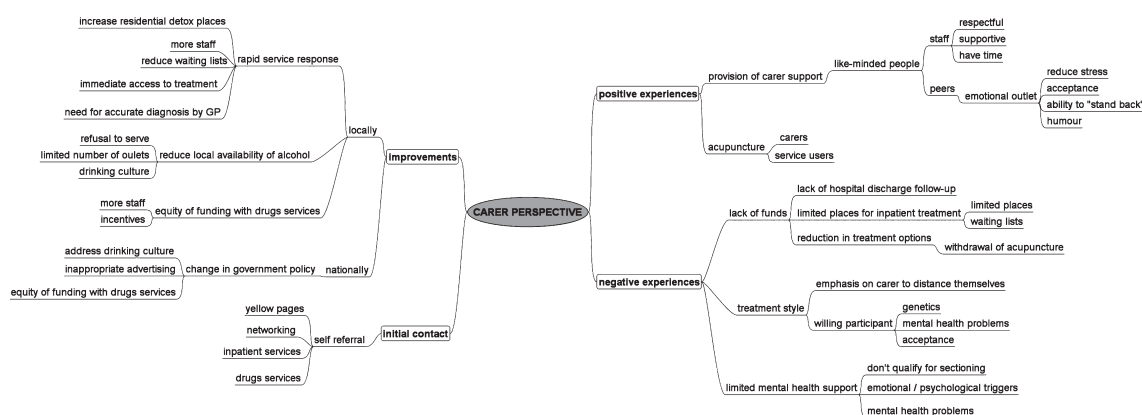 CARER PERSPECTIVE
improvements
locally
rapid service response
increase residential detox places
more staff
reduce waiting lists
immediate access to treatment
need for accurate diagnosis by GP
reduce local availability of alcohol
refusal to serve
limited number of oulets
drinking culture
equity of funding with drugs services
more staff
incentives
nationally
change in government policy
address drinking culture
inappropriate advertising
equity of funding with drugs services
initial contact
self referral
yellow pages
networking
inpatient services
drugs services
positive experiences
provision of carer support
like-minded people
staff
respectful
supportive
have time
peers
emotional outlet
reduce stress
acceptance
ability to "stand back"
humour
acupuncture
carers
service users
negative experiences
lack of funds
lack of hospital discharge follow-up
limited places for inpatient treatment
limited places
waiting lists
reduction in treatment options
withdrawal of acupuncture
treatment style
emphasis on carer to distance themselves
willing participant
genetics
mental health problems
acceptance
limited mental health support
don't qualify for sectioning
emotional / psychological triggers
mental health problems